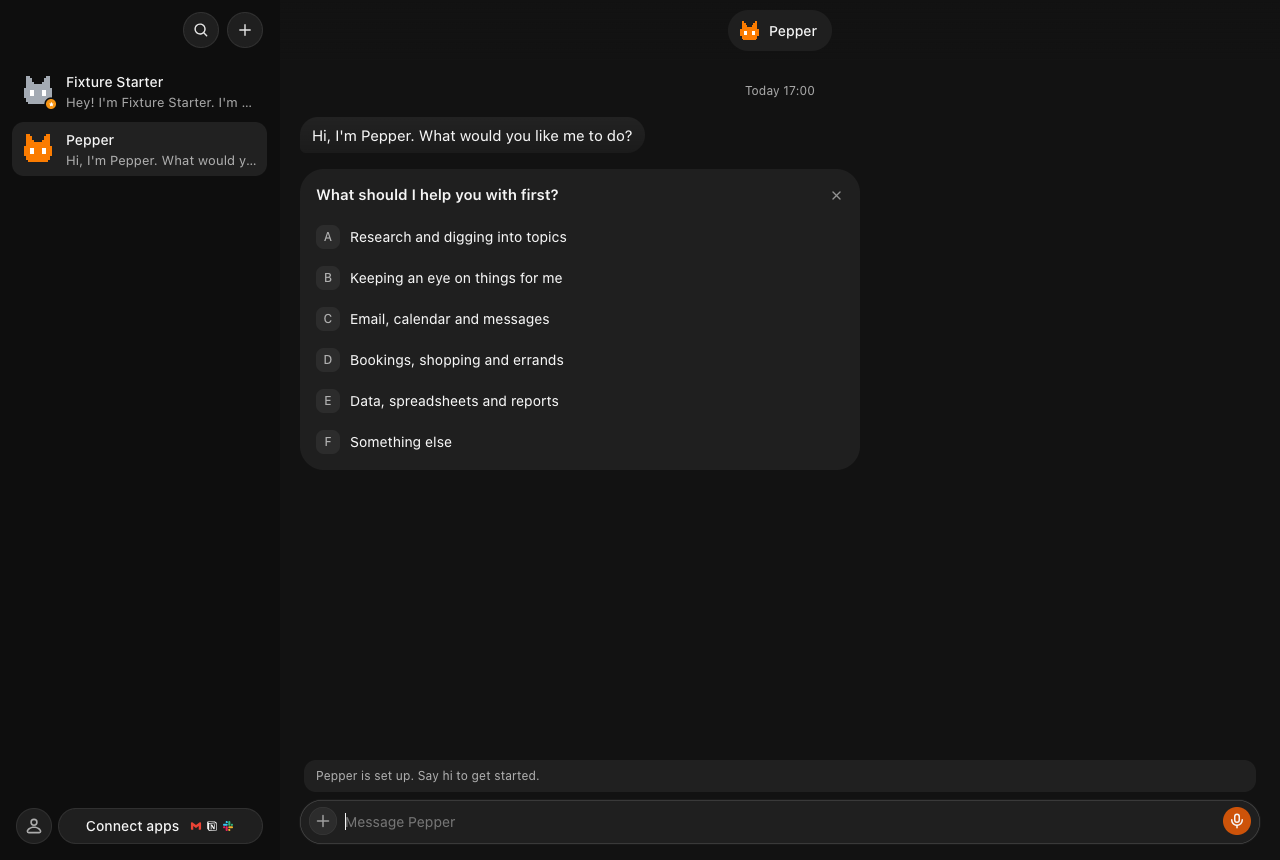 Pepper
Fixture Starter
Hey! I'm Fixture Starter. I'm ...
Pepper
Hi, I'm Pepper. What would y...
Today 17:00
Hi, I'm Pepper. What would you like me to do?
What should I help you with first?
A Research and digging into topics
B Keeping an eye on things for me
C Email, calendar and messages
D Bookings, shopping and errands
E Data, spreadsheets and reports
F Something else
Pepper is set up. Say hi to get started.
Connect apps
Message Pepper